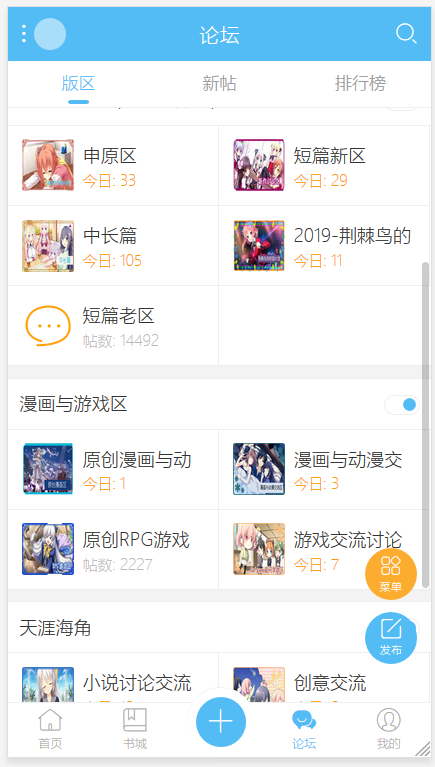 论坛
版区 新帖 排行榜
申原区 短篇新区
今日: 33 今日: 29
中长篇 2019-荆棘鸟的
今日: 105 今日: 11
短篇老区
帖数: 14492
漫画与游戏区
原创漫画与动 漫画与动漫交
今日: 1 今日: 3
原创RPG游戏 游戏交流讨论
帖数: 2227 今日: 7
菜单
天涯海角
发布
小说讨论交流 创意交流
首页 书城 论坛 我的